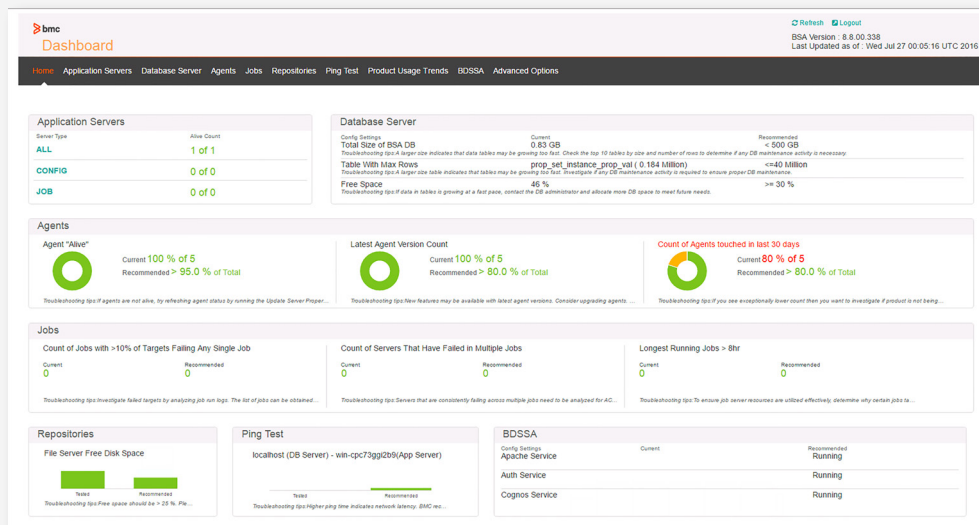 bmc
Dashboard
Refresh Logout
BSA Version : 8.8.00.338
Last Updated as of : Wed Jul 27 00:05:16 UTC 2016
Home Application Servers Database Server Agents Jobs Repositories Ping Test Product Usage Trends BDSSA Advanced Options
Application Servers
Server Type Alive Count
ALL 1 of 1
CONFIG 0 of 0
JOB 0 of 0
Database Server
Config Settings Current Recommended
Total Size of BSA DB 0.83 GB < 500 GB
Troubleshooting tips:A larger size indicates that data tables may be growing too fast. Check the top 10 tables by size and number of rows to determine if any DB maintenance activity is necessary.
Table With Max Rows prop_set_instance_prop_val ( 0.184 Million) <=40 Million
Troubleshooting tips:A larger table size indicates that tables may be growing too fast. Investigate if any DB maintenance activity is required to ensure proper DB maintenance.
Free Space 46 % >= 30 %
Troubleshooting tips:If data in tables is growing at a fast pace, contact the DB administrator and allocate more DB space to meet future needs.
Agents
Agent "Alive"
Current 100 % of 5
Recommended > 95.0 % of Total
Troubleshooting tips:If agents are not alive, try refreshing agent status by running the Update Server Proper...
Latest Agent Version Count
Current 100 % of 5
Recommended > 80.0 % of Total
Troubleshooting tips:New features may be available with latest agent versions. Consider upgrading agents. ...
Count of Agents touched in last 30 days
Current 80 % of 5
Recommended > 80.0 % of Total
Troubleshooting tips:If you see exceptionally lower count then you want to investigate if product is not being...
Jobs
Count of Jobs with >10% of Targets Failing Any Single Job
Current Recommended
0 0
Troubleshooting tips:Investigate failed targets by analyzing job run logs. The list of jobs can be obtained...
Count of Servers That Have Failed in Multiple Jobs
Current Recommended
0 0
Troubleshooting tips:Servers that are consistently failing across multiple jobs need to be analyzed for AC...
Longest Running Jobs > 8hr
Current Recommended
0 0
Troubleshooting tips:To ensure job server resources are utilized effectively, determine why certain jobs ta...
Repositories
File Server Free Disk Space
Tested Recommended
Troubleshooting tips:Free space should be > 25 %. Ple...
Ping Test
localhost (DB Server) - win-cpc73ggi2b9(App Server)
Tested Recommended
Troubleshooting tips:Higher ping time indicates network latency. BMC res...
BDSSA
Config Settings Current Recommended
Apache Service Running
Auth Service Running
Cognos Service Running